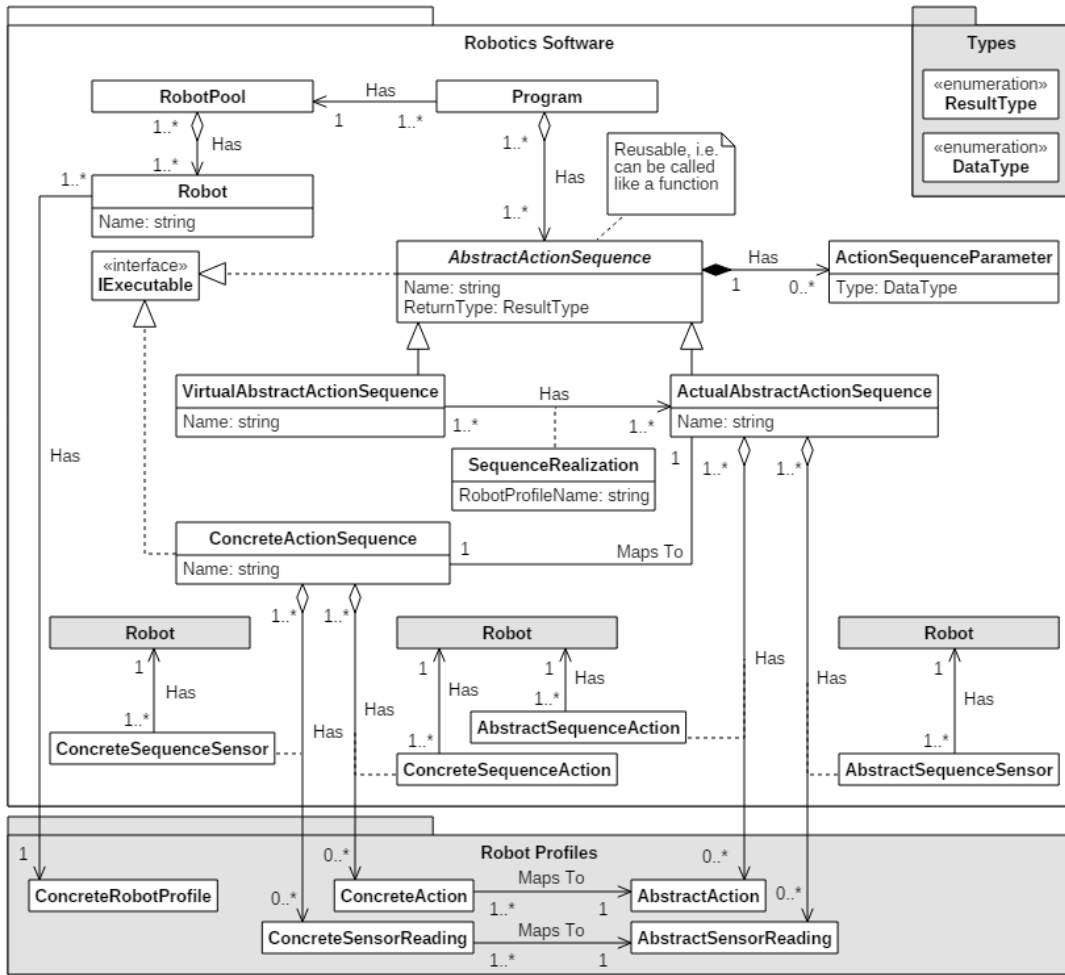 Robotics Software
Types
«enumeration»
ResultType
«enumeration»
DataType
RobotPool
Has
1
1..*
Program
1..*
Has
1..*
1..*
Has
1..*
Reusable, i.e.
can be called
like a function
1..*
Robot
Name: string
«interface»
IExecutable
AbstractActionSequence
Name: string
ReturnType: ResultType
Has
1
0..*
ActionSequenceParameter
Type: DataType
VirtualAbstractActionSequence
Name: string
Has
1..*
1..*
ActualAbstractActionSequence
Name: string
Has
SequenceRealization
RobotProfileName: string
1
1..*
1..*
ConcreteActionSequence
Name: string
1
Maps To
1..*
1..*
Robot
Robot
Robot
1
Has
1..*
ConcreteSequenceSensor
Has
Has
1
Has
1..*
ConcreteSequenceAction
1
Has
1..*
AbstractSequenceAction
Has
Has
1
Has
1..*
AbstractSequenceSensor
Robot Profiles
1
ConcreteRobotProfile
0..*
ConcreteAction
Maps To
1..*
1
0..*
AbstractAction
0..*
ConcreteSensorReading
Maps To
1..*
1
0..*
AbstractSensorReading